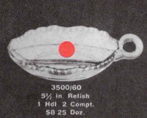 3500/60
5½ in Relish
1 Hdl 2 Compt.
$8 25 Doz.